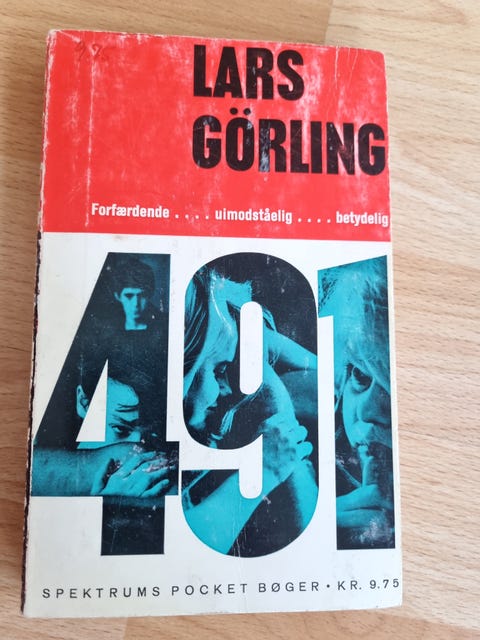 LARS
GÖRLING
Forfærdende .... uimodståelig .... betydelig
491
SPEKTRUMS POCKET BØGER • KR. 9.75